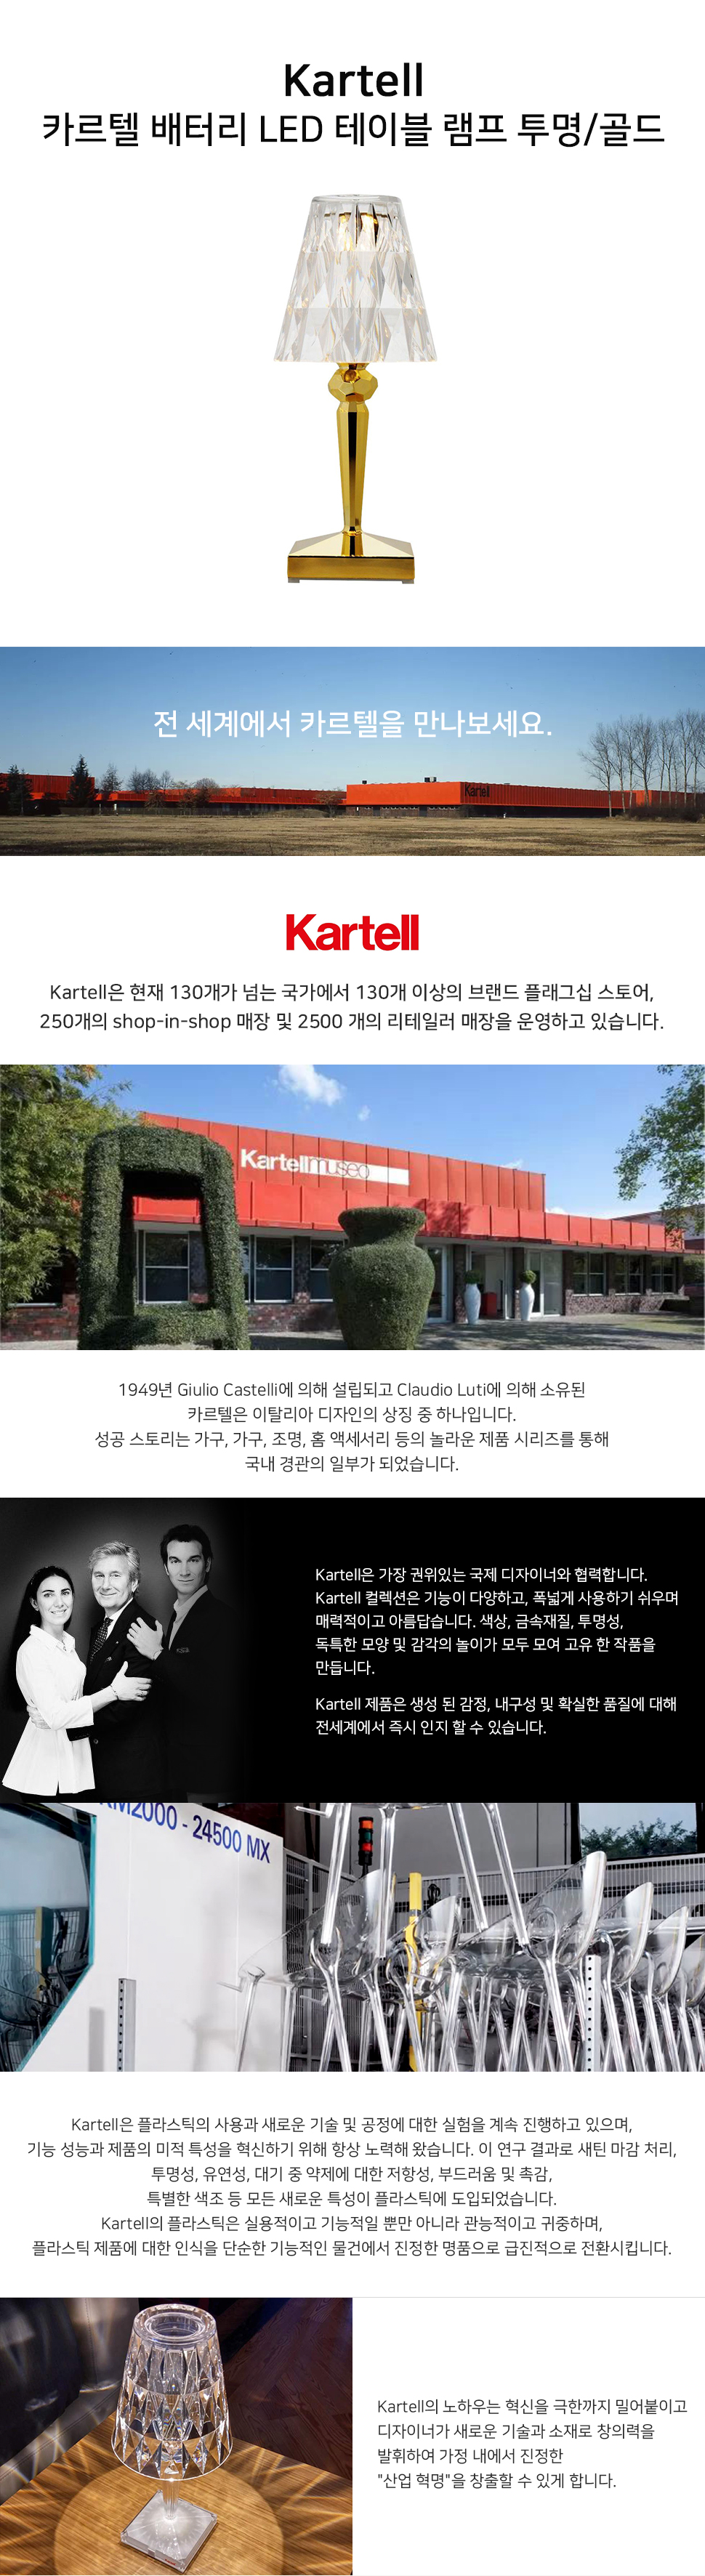 Kartell
카르텔 배터리 LED 테이블 램프 투명/골드
전 세계에서 카르텔을 만나보세요.
Kartell
Kartell
Kartell은 현재 130개가 넘는 국가에서 130개 이상의 브랜드 플래그십 스토어,
250개의 shop-in-shop 매장 및 2500 개의 리테일러 매장을 운영하고 있습니다.
Kartellmuseo
1949년 Giulio Castelli에 의해 설립되고 Claudio Luti에 의해 소유된
카르텔은 이탈리아 디자인의 상징 중 하나입니다.
성공 스토리는 가구, 가구, 조명, 홈 액세서리 등의 놀라운 제품 시리즈를 통해
국내 경관의 일부가 되었습니다.
Kartell은 가장 권위있는 국제 디자이너와 협력합니다.
Kartell 컬렉션은 기능이 다양하고, 폭넓게 사용하기 쉬우며
매력적이고 아름답습니다. 색상, 금속재질, 투명성,
독특한 모양 및 감각의 놀이가 모두 모여 고유 한 작품을
만듭니다.
Kartell 제품은 생성 된 감정, 내구성 및 확실한 품질에 대해
전세계에서 즉시 인지 할 수 있습니다.
KM2000 - 24500 MX
Kartell은 플라스틱의 사용과 새로운 기술 및 공정에 대한 실험을 계속 진행하고 있으며,
기능 성능과 제품의 미적 특성을 혁신하기 위해 항상 노력해 왔습니다. 이 연구 결과로 새틴 마감 처리,
투명성, 유연성, 대기 중 약제에 대한 저항성, 부드러움 및 촉감,
특별한 색조 등 모든 새로운 특성이 플라스틱에 도입되었습니다.
Kartell의 플라스틱은 실용적이고 기능적일 뿐만 아니라 관능적이고 귀중하며,
플라스틱 제품에 대한 인식을 단순한 기능적인 물건에서 진정한 명품으로 급진적으로 전환시킵니다.
Kartell의 노하우는 혁신을 극한까지 밀어붙이고
디자이너가 새로운 기술과 소재로 창의력을
발휘하여 가정 내에서 진정한
"산업 혁명"을 창출할 수 있게 합니다.